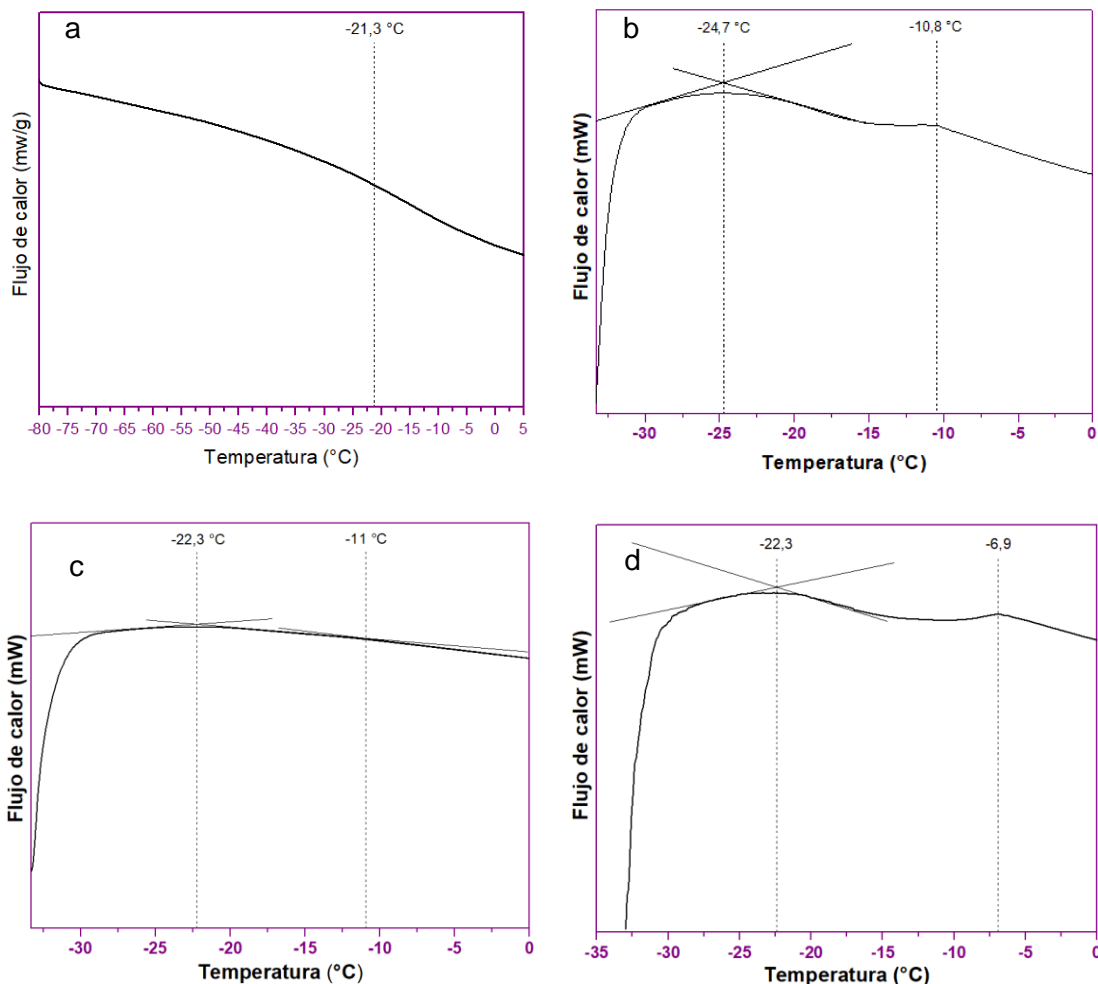 a
-21,3 °C
Flujo de calor (mw/g)
-80 -75 -70 -65 -60 -55 -50 -45 -40 -35 -30 -25 -20 -15 -10 -5 0 5
Temperatura (°C)
b
-24,7 °C
-10,8 °C
Flujo de calor (mW)
-30 -25 -20 -15 -10 -5 0
Temperatura (°C)
c
-22,3 °C
-11 °C
Flujo de calor (mW)
-30 -25 -20 -15 -10 -5 0
Temperatura (°C)
d
-22,3
-6,9
Flujo de calor (mW)
-35 -30 -25 -20 -15 -10 -5 0
Temperatura (°C)